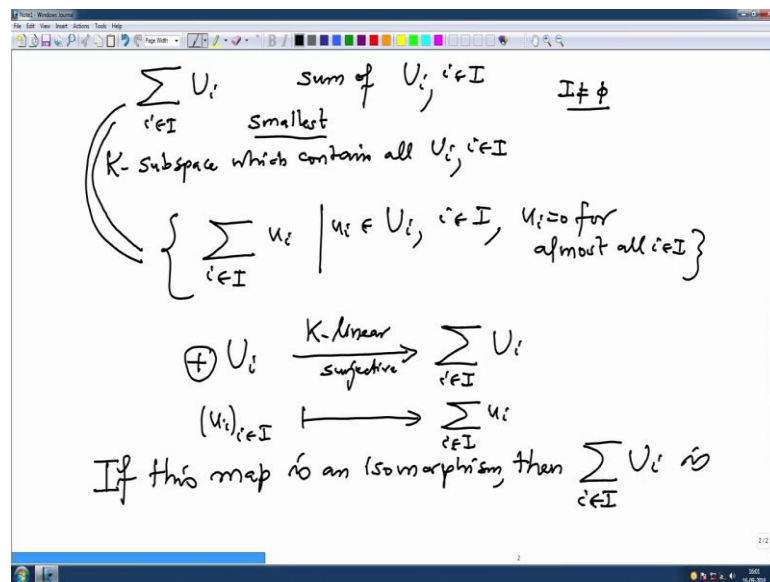 Note1 - Windows Journal
File Edit View Insert Actions Tools Help
Page Width
B I
∑ U_i sum of U_i, i∈I I ≠ φ
i∈I smallest
K-subspace which contain all U_i, i∈I
{ ∑ u_i | u_i ∈ U_i, i∈I, u_i=0 for
i∈I almost all i∈I }
⊕ U_i K-linear ∑ U_i
surjective i∈I
(u_i)_{i∈I} ⟼ ∑ u_i
i∈I
If this map is an isomorphism, then ∑ U_i is
i∈I
2/2
2
16:01